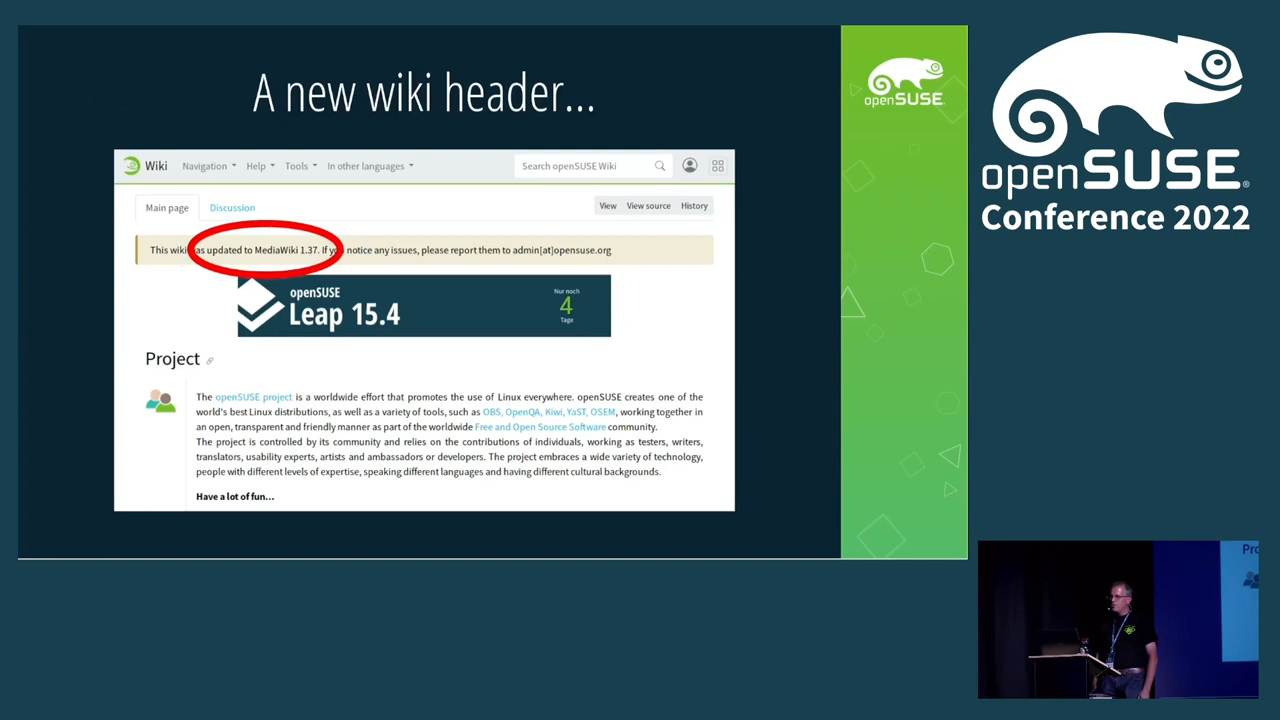 A new wiki header...
Wiki Navigation Help Tools In other languages Search openSUSE Wiki
Main page Discussion View View source History
This wiki as updated to MediaWiki 1.37. If you notice any issues, please report them to admin[at]opensuse.org
openSUSE
Leap 15.4
Nur noch
4
Tage
Project
The openSUSE project is a worldwide effort that promotes the use of Linux everywhere. openSUSE creates one of the
world's best Linux distributions, as well as a variety of tools, such as OBS, OpenQA, Kiwi, YaST, OSEM, working together in
an open, transparent and friendly manner as part of the worldwide Free and Open Source Software community.
The project is controlled by its community and relies on the contributions of individuals, working as testers, writers,
translators, usability experts, artists and ambassadors or developers. The project embraces a wide variety of technology,
people with different levels of expertise, speaking different languages and having different cultural backgrounds.
Have a lot of fun...
openSUSE
openSUSE®
Conference 2022
Pro